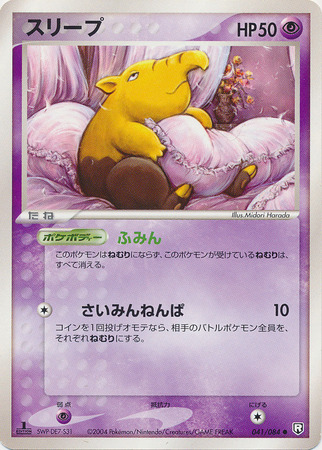 スリープ HP50
Illus.Midori Harada
たね
ポケボディー ふみん
このポケモンはねむりにならず、このポケモンが受けているねむりは、
すべて消える。
さいみんねんぱ 10
コインを1回投げオモテなら、相手のバトルポケモン全員を、
それぞれねむりにする。
弱点 抵抗力 にげる
1 EDITION SWP-DE7-S31 ©2004 Pokémon/Nintendo/Creatures/GAME FREAK 041/084 ● R